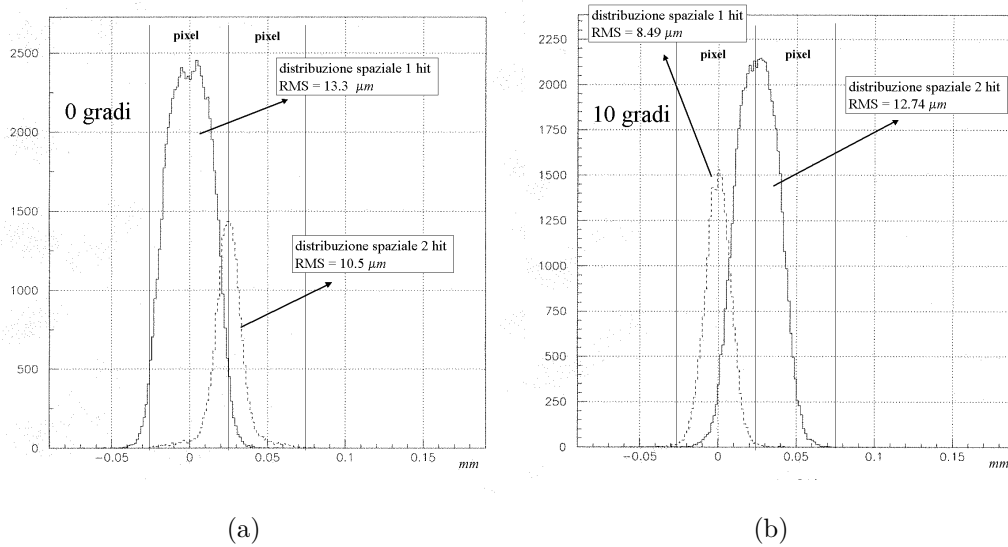 pixel
pixel
distribuzione spaziale 1 hit
RMS = 13.3 μm
0 gradi
distribuzione spaziale 2 hit
RMS = 10.5 μm
2500
2000
1500
1000
500
0
−0.05
0
0.05
0.1
0.15
mm
(a)
distribuzione spaziale 1 hit
RMS = 8.49 μm
pixel
pixel
distribuzione spaziale 2 hit
RMS = 12.74 μm
10 gradi
2250
2000
1750
1500
1250
1000
750
500
250
0
−0.05
0
0.05
0.1
0.15
mm
(b)